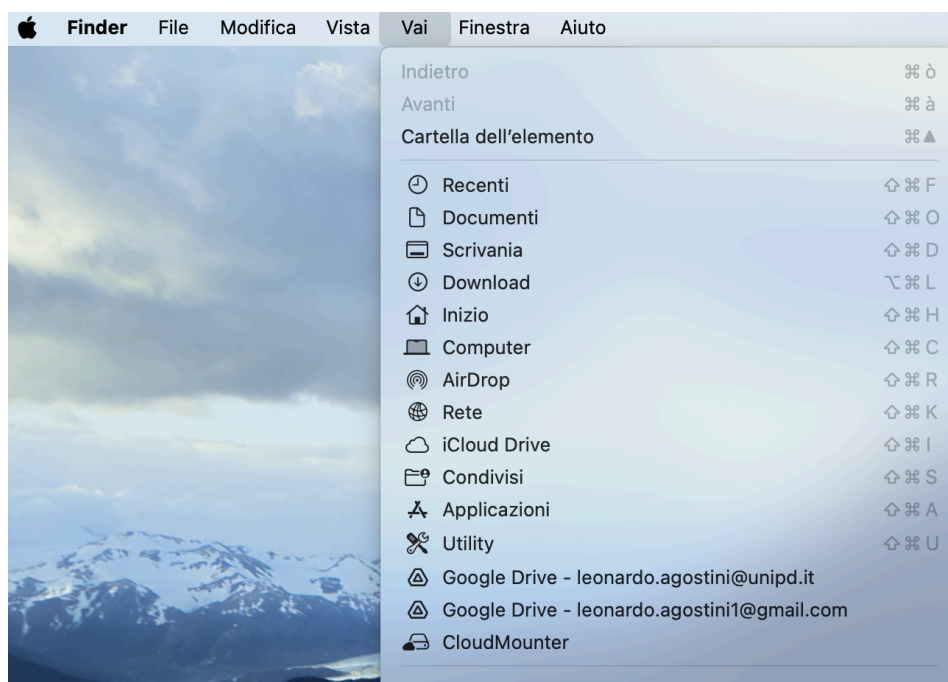 Finder File Modifica Vista Vai Finestra Aiuto
Indietro ⌘ ò
Avanti ⌘ à
Cartella dell'elemento ⌘▲
Recenti ⇧⌘ F
Documenti ⇧⌘ O
Scrivania ⇧⌘ D
Download ⌥⌘ L
Inizio ⇧⌘ H
Computer ⇧⌘ C
AirDrop ⇧⌘ R
Rete ⇧⌘ K
iCloud Drive ⇧⌘ I
Condivisi ⇧⌘ S
Applicazioni ⇧⌘ A
Utility ⇧⌘ U
Google Drive - leonardo.agostini@unipd.it
Google Drive - leonardo.agostini1@gmail.com
CloudMounter